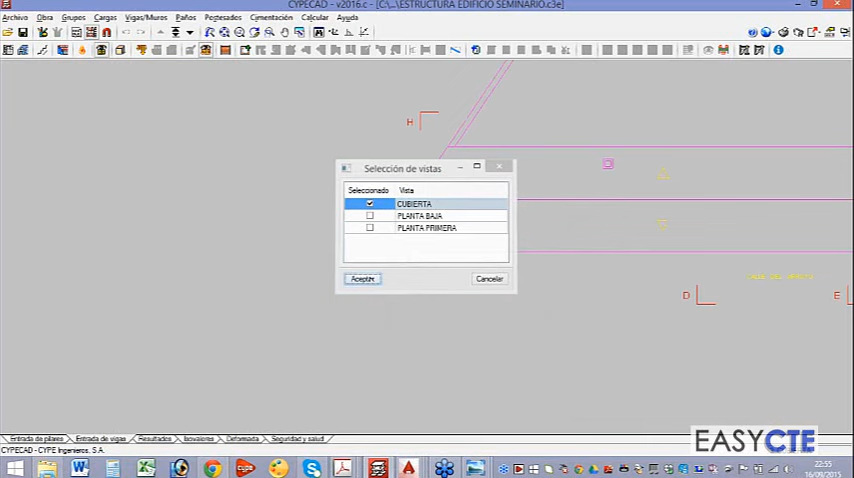 CYPECAD - v2016.c - [C:\...\ESTRUCTURA EDIFICIO SEMINARIO.c3e]
Archivo Obra Grupos Cargas Vigas/Muros Paños Postesados Cimentación Calcular Ayuda
H
Selección de vistas
Seleccionado Vista
CUBIERTA
PLANTA BAJA
PLANTA PRIMERA
Aceptar Cancelar
D
E
EASYCTE
Entrada de pilares Entrada de vigas Resultados Isovalores Deformada Seguridad y salud
CYPECAD - CYPE Ingenieros, S.A.
22:55
16/09/2015